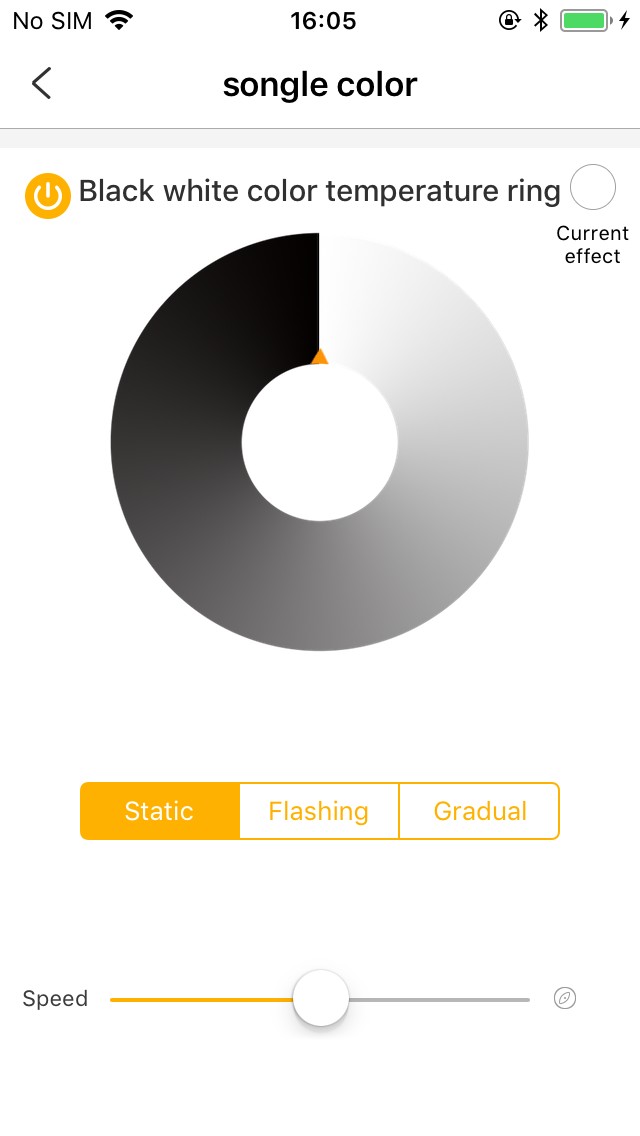 No SIM 16:05
songle color
Black white color temperature ring
Current
effect
Static Flashing Gradual
Speed